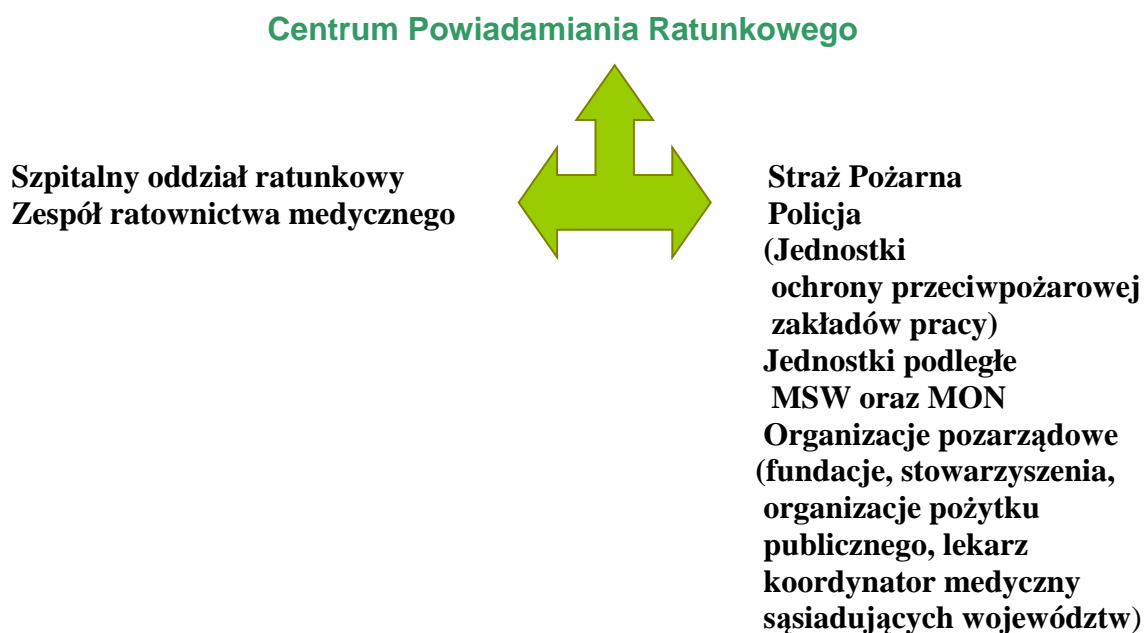 Centrum Powiadamiania Ratunkowego
Szpitalny oddział ratunkowy
Zespół ratownictwa medycznego
Straż Pożarna
Policja
(Jednostki
ochrony przeciwpożarowej
zakładów pracy)
Jednostki podległe
MSW oraz MON
Organizacje pozarządowe
(fundacje, stowarzyszenia,
organizacje pożytku
publicznego, lekarz
koordynator medyczny
sąsiadujących województw)